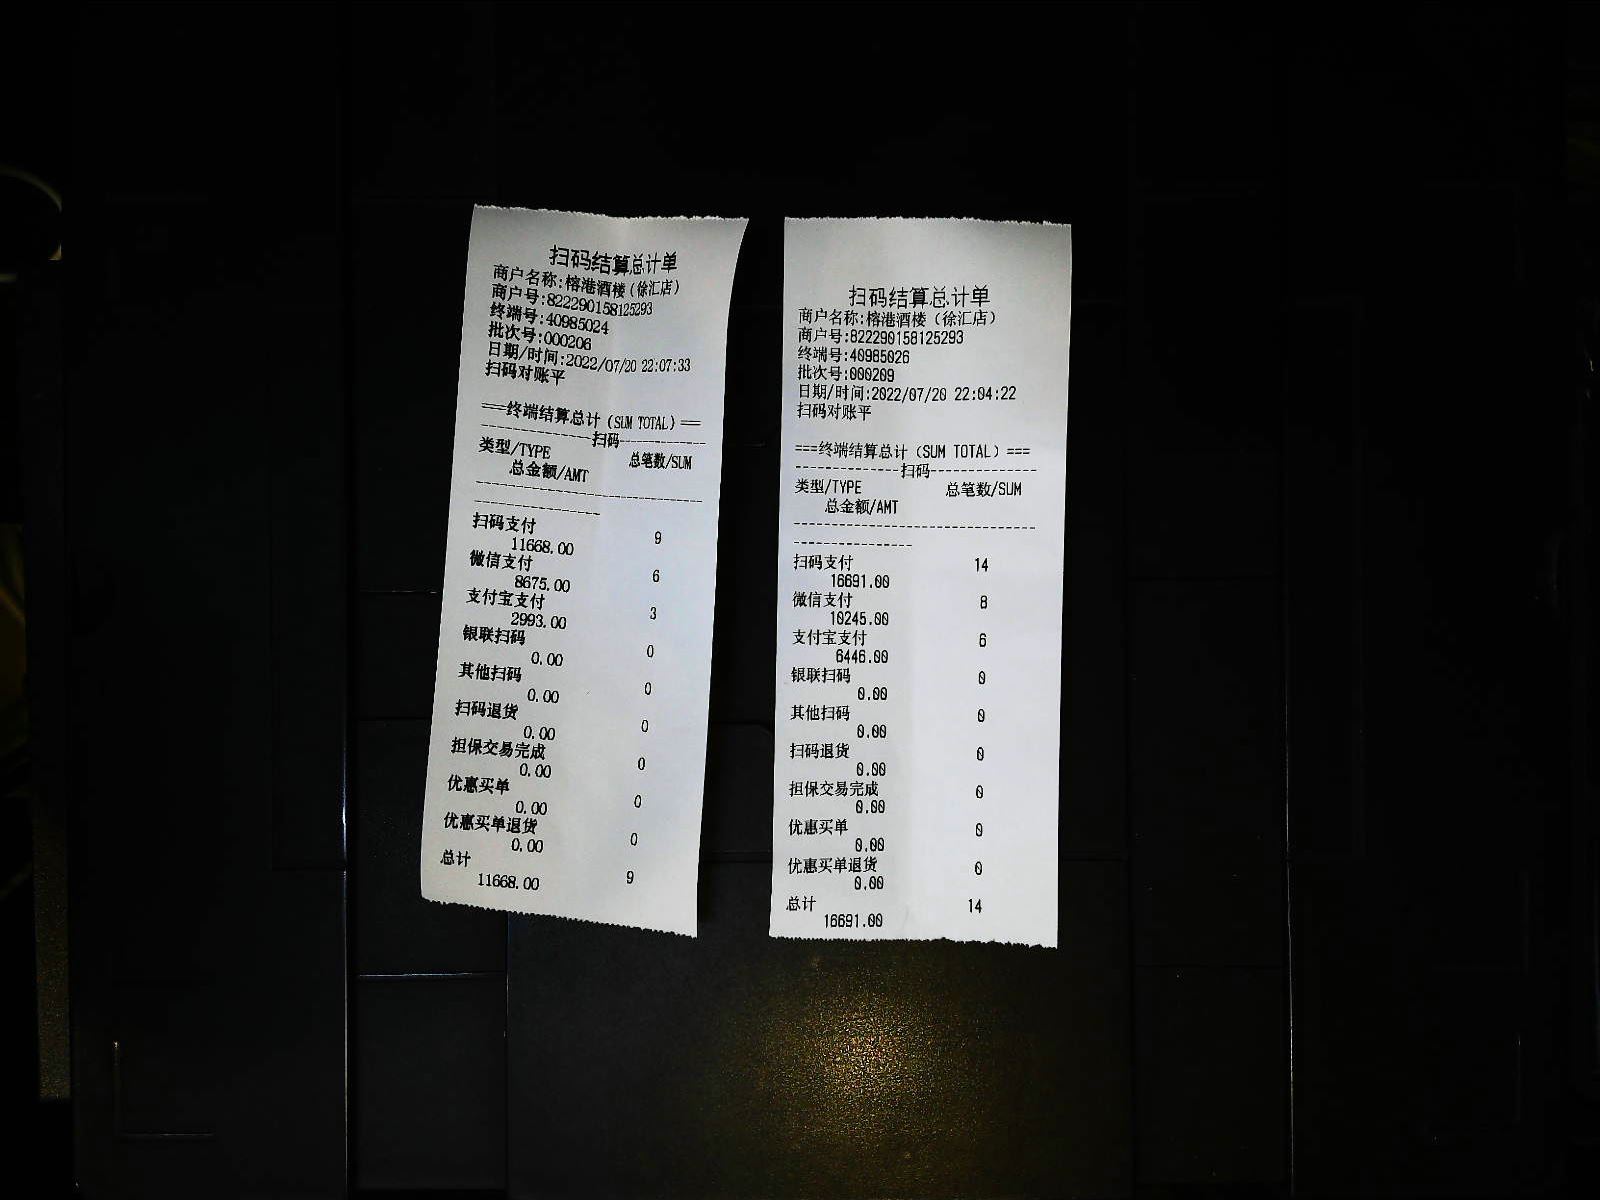 扫码结算总计单
商户名称:榕港酒楼(徐汇店)
商户号:822290158125293
终端号:40985024
批次号:000206
日期/时间:2022/07/20 22:07:33
扫码对账平
===终端结算总计(SUM TOTAL)===
---------------扫码---------------
类型/TYPE 总笔数/SUM
总金额/AMT
扫码支付 9
11668.00
微信支付 6
8675.00
支付宝支付 3
2993.00
银联扫码 0
0.00
其他扫码 0
0.00
扫码退货 0
0.00
担保交易完成 0
0.00
优惠买单 0
0.00
优惠买单退货 0
0.00
总计 9
11668.00
扫码结算总计单
商户名称:榕港酒楼(徐汇店)
商户号:822290158125293
终端号:40985026
批次号:000209
日期/时间:2022/07/20 22:04:22
扫码对账平
===终端结算总计(SUM TOTAL)===
---------------扫码---------------
类型/TYPE 总笔数/SUM
总金额/AMT
扫码支付 14
16691.00
微信支付 8
10245.00
支付宝支付 6
6446.00
银联扫码 0
0.00
其他扫码 0
0.00
扫码退货 0
0.00
担保交易完成 0
0.00
优惠买单 0
0.00
优惠买单退货 0
0.00
总计 14
16691.00